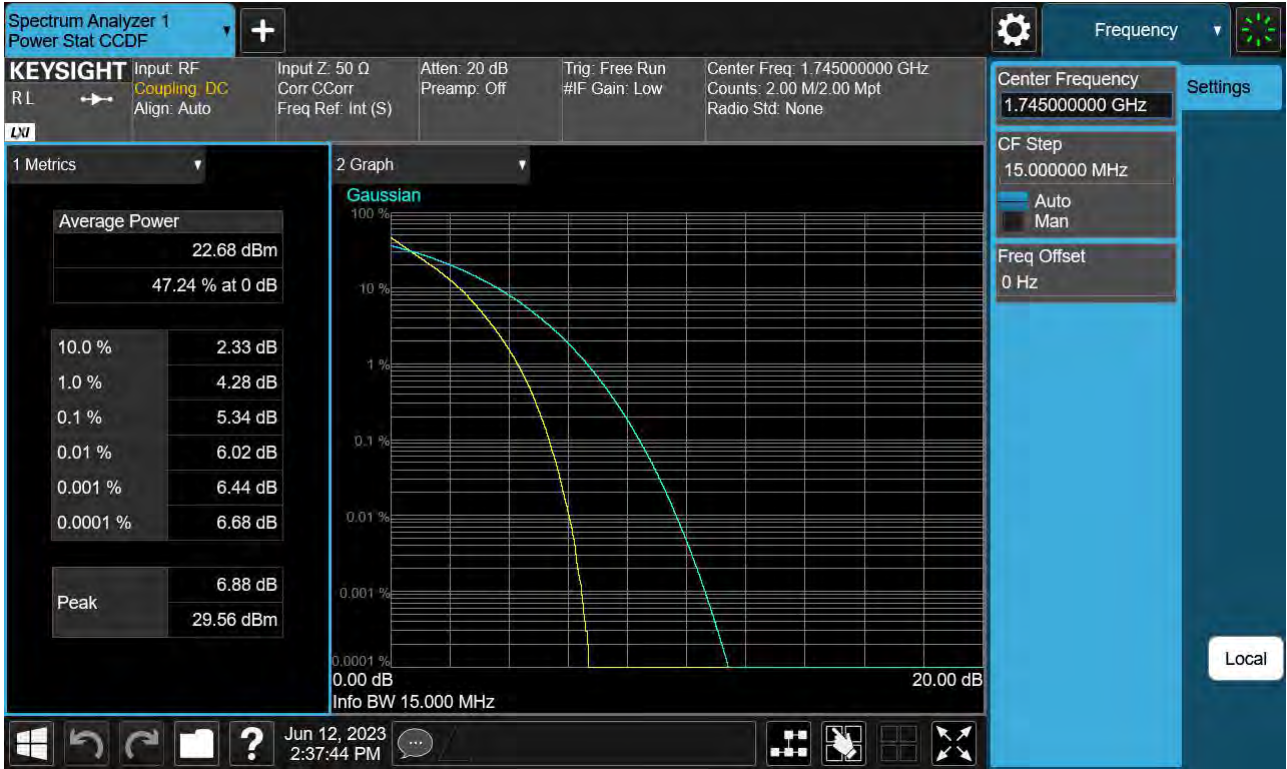 Spectrum Analyzer 1
Power Stat CCDF
Frequency
KEYSIGHT
R L
LXI
Input: RF
Coupling: DC
Align: Auto
Input Z: 50 Ω
Corr CCorr
Freq Ref: Int (S)
Atten: 20 dB
Preamp: Off
Trig: Free Run
#IF Gain: Low
Center Freq: 1.745000000 GHz
Counts: 2.00 M/2.00 Mpt
Radio Std: None
Center Frequency
1.745000000 GHz
Settings
CF Step
15.000000 MHz
Auto
Man
Freq Offset
0 Hz
1 Metrics
Average Power
22.68 dBm
47.24 % at 0 dB
10.0 % 2.33 dB
1.0 % 4.28 dB
0.1 % 5.34 dB
0.01 % 6.02 dB
0.001 % 6.44 dB
0.0001 % 6.68 dB
Peak
6.88 dB
29.56 dBm
2 Graph
Gaussian
100 %
10 %
1 %
0.1 %
0.01 %
0.001 %
0.0001 %
0.00 dB 20.00 dB
Info BW 15.000 MHz
Local
?
Jun 12, 2023
2:37:44 PM